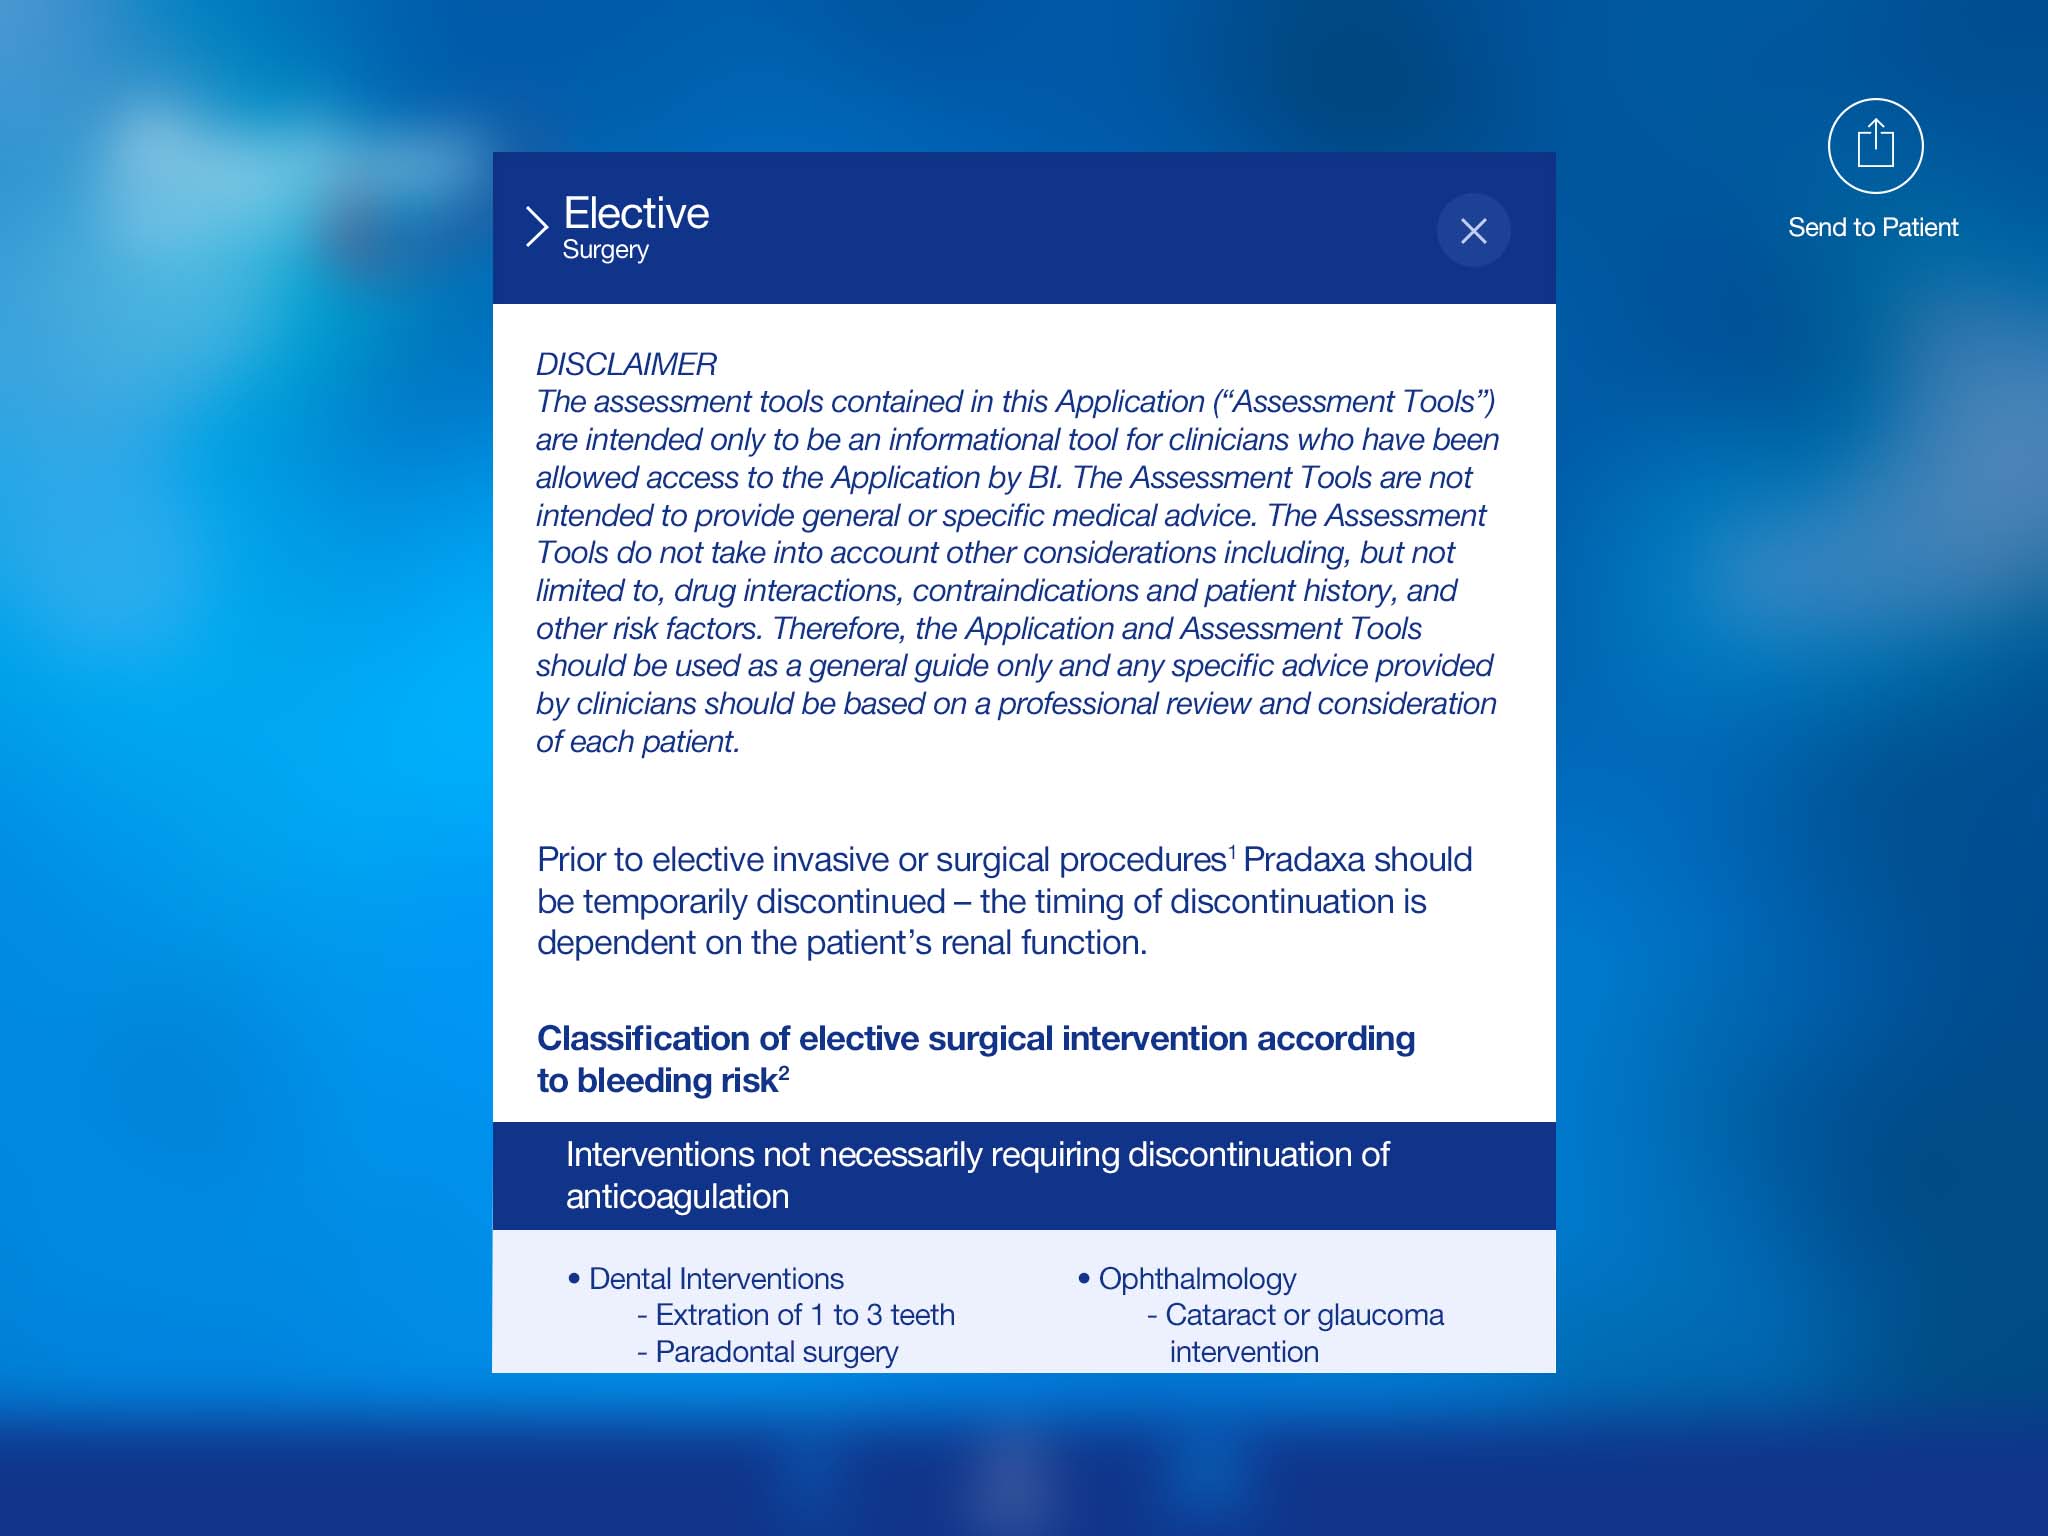 Elective
Surgery
Send to Patient
DISCLAIMER
The assessment tools contained in this Application (“Assessment Tools”)
are intended only to be an informational tool for clinicians who have been
allowed access to the Application by BI. The Assessment Tools are not
intended to provide general or specific medical advice. The Assessment
Tools do not take into account other considerations including, but not
limited to, drug interactions, contraindications and patient history, and
other risk factors. Therefore, the Application and Assessment Tools
should be used as a general guide only and any specific advice provided
by clinicians should be based on a professional review and consideration
of each patient.
Prior to elective invasive or surgical procedures¹ Pradaxa should
be temporarily discontinued – the timing of discontinuation is
dependent on the patient’s renal function.
Classification of elective surgical intervention according
to bleeding risk²
Interventions not necessarily requiring discontinuation of
anticoagulation
• Dental Interventions
- Extration of 1 to 3 teeth
- Paradontal surgery
• Ophthalmology
- Cataract or glaucoma
intervention